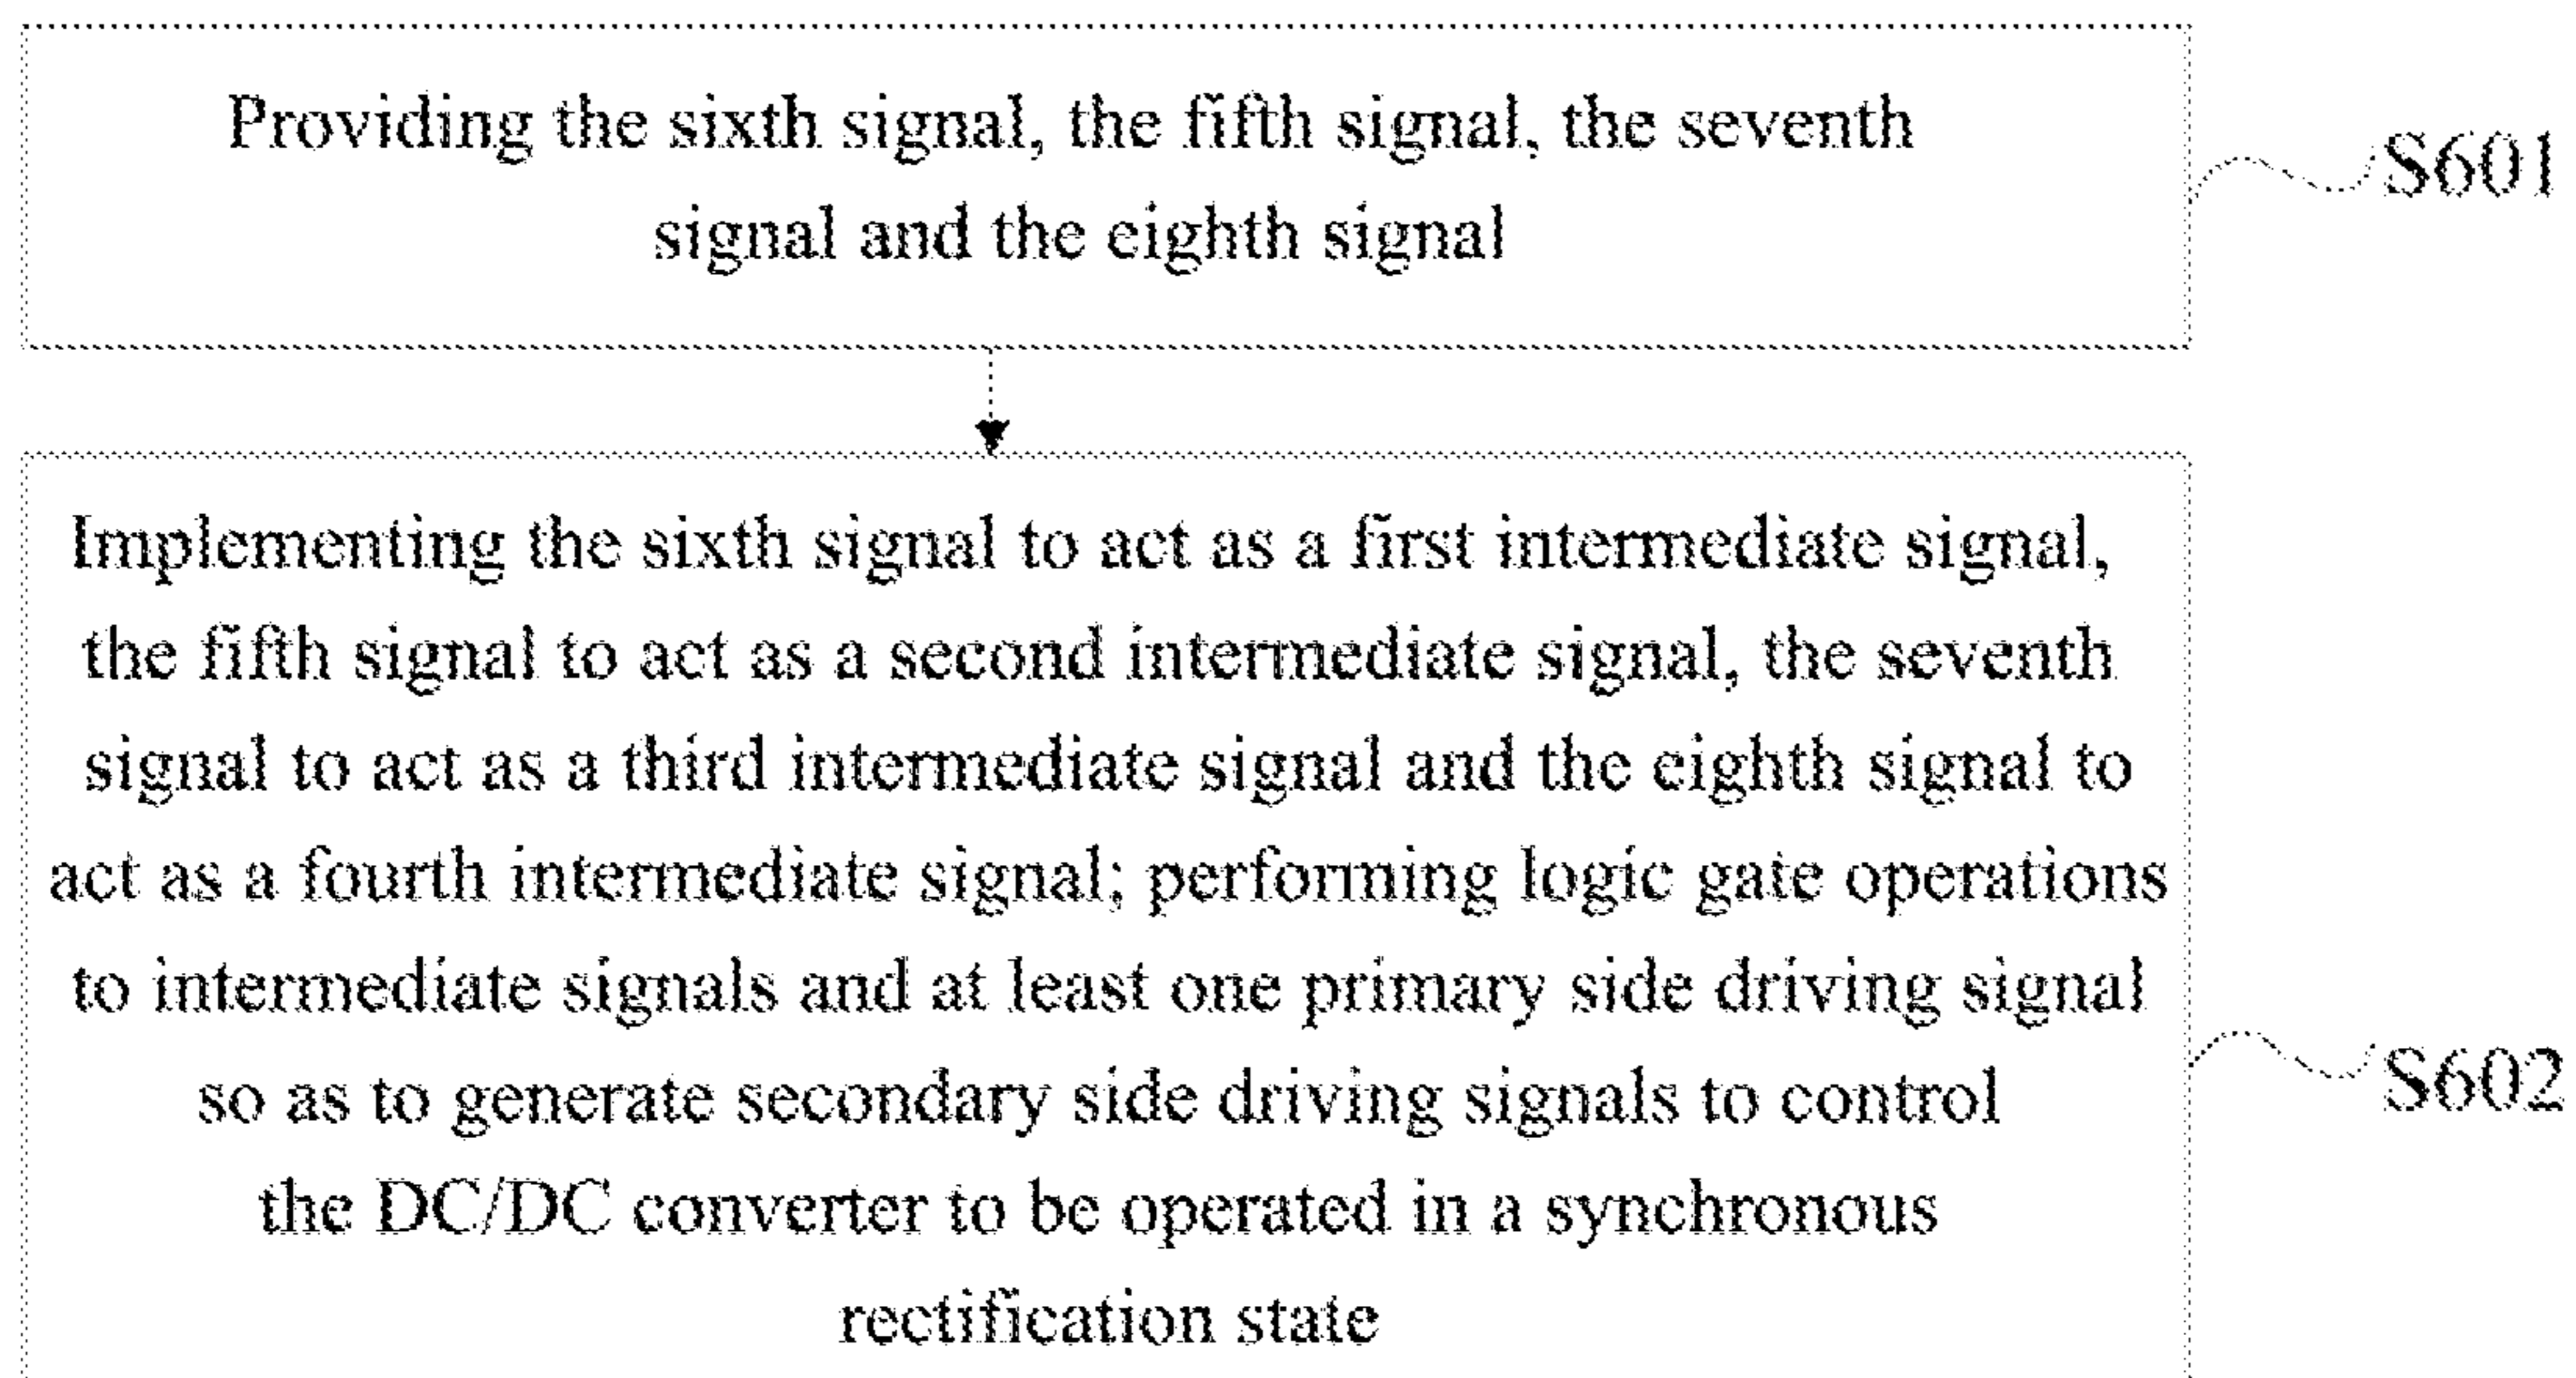 Providing the sixth signal, the fifth signal, the seventh
signal and the eighth signal
S601
Implementing the sixth signal to act as a first intermediate signal,
the fifth signal to act as a second intermediate signal, the seventh
signal to act as a third intermediate signal and the eighth signal to
act as a fourth intermediate signal; performing logic gate operations
to intermediate signals and at least one primary side driving signal
so as to generate secondary side driving signals to control
the DC/DC converter to be operated in a synchronous
rectification state
S602